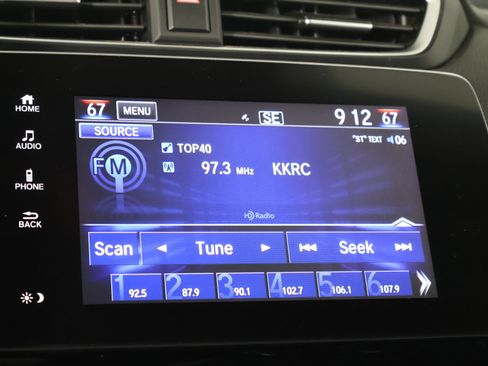 67 MENU SE 9 12 67
HOME
SOURCE "ST" TEXT 06
TOP40
AUDIO
FM 97.3 MHz KKRC
PHONE
BACK
HD Radio
Scan Tune Seek
1 92.5 2 87.9 3 90.1 4 102.7 5 106.1 6 107.9